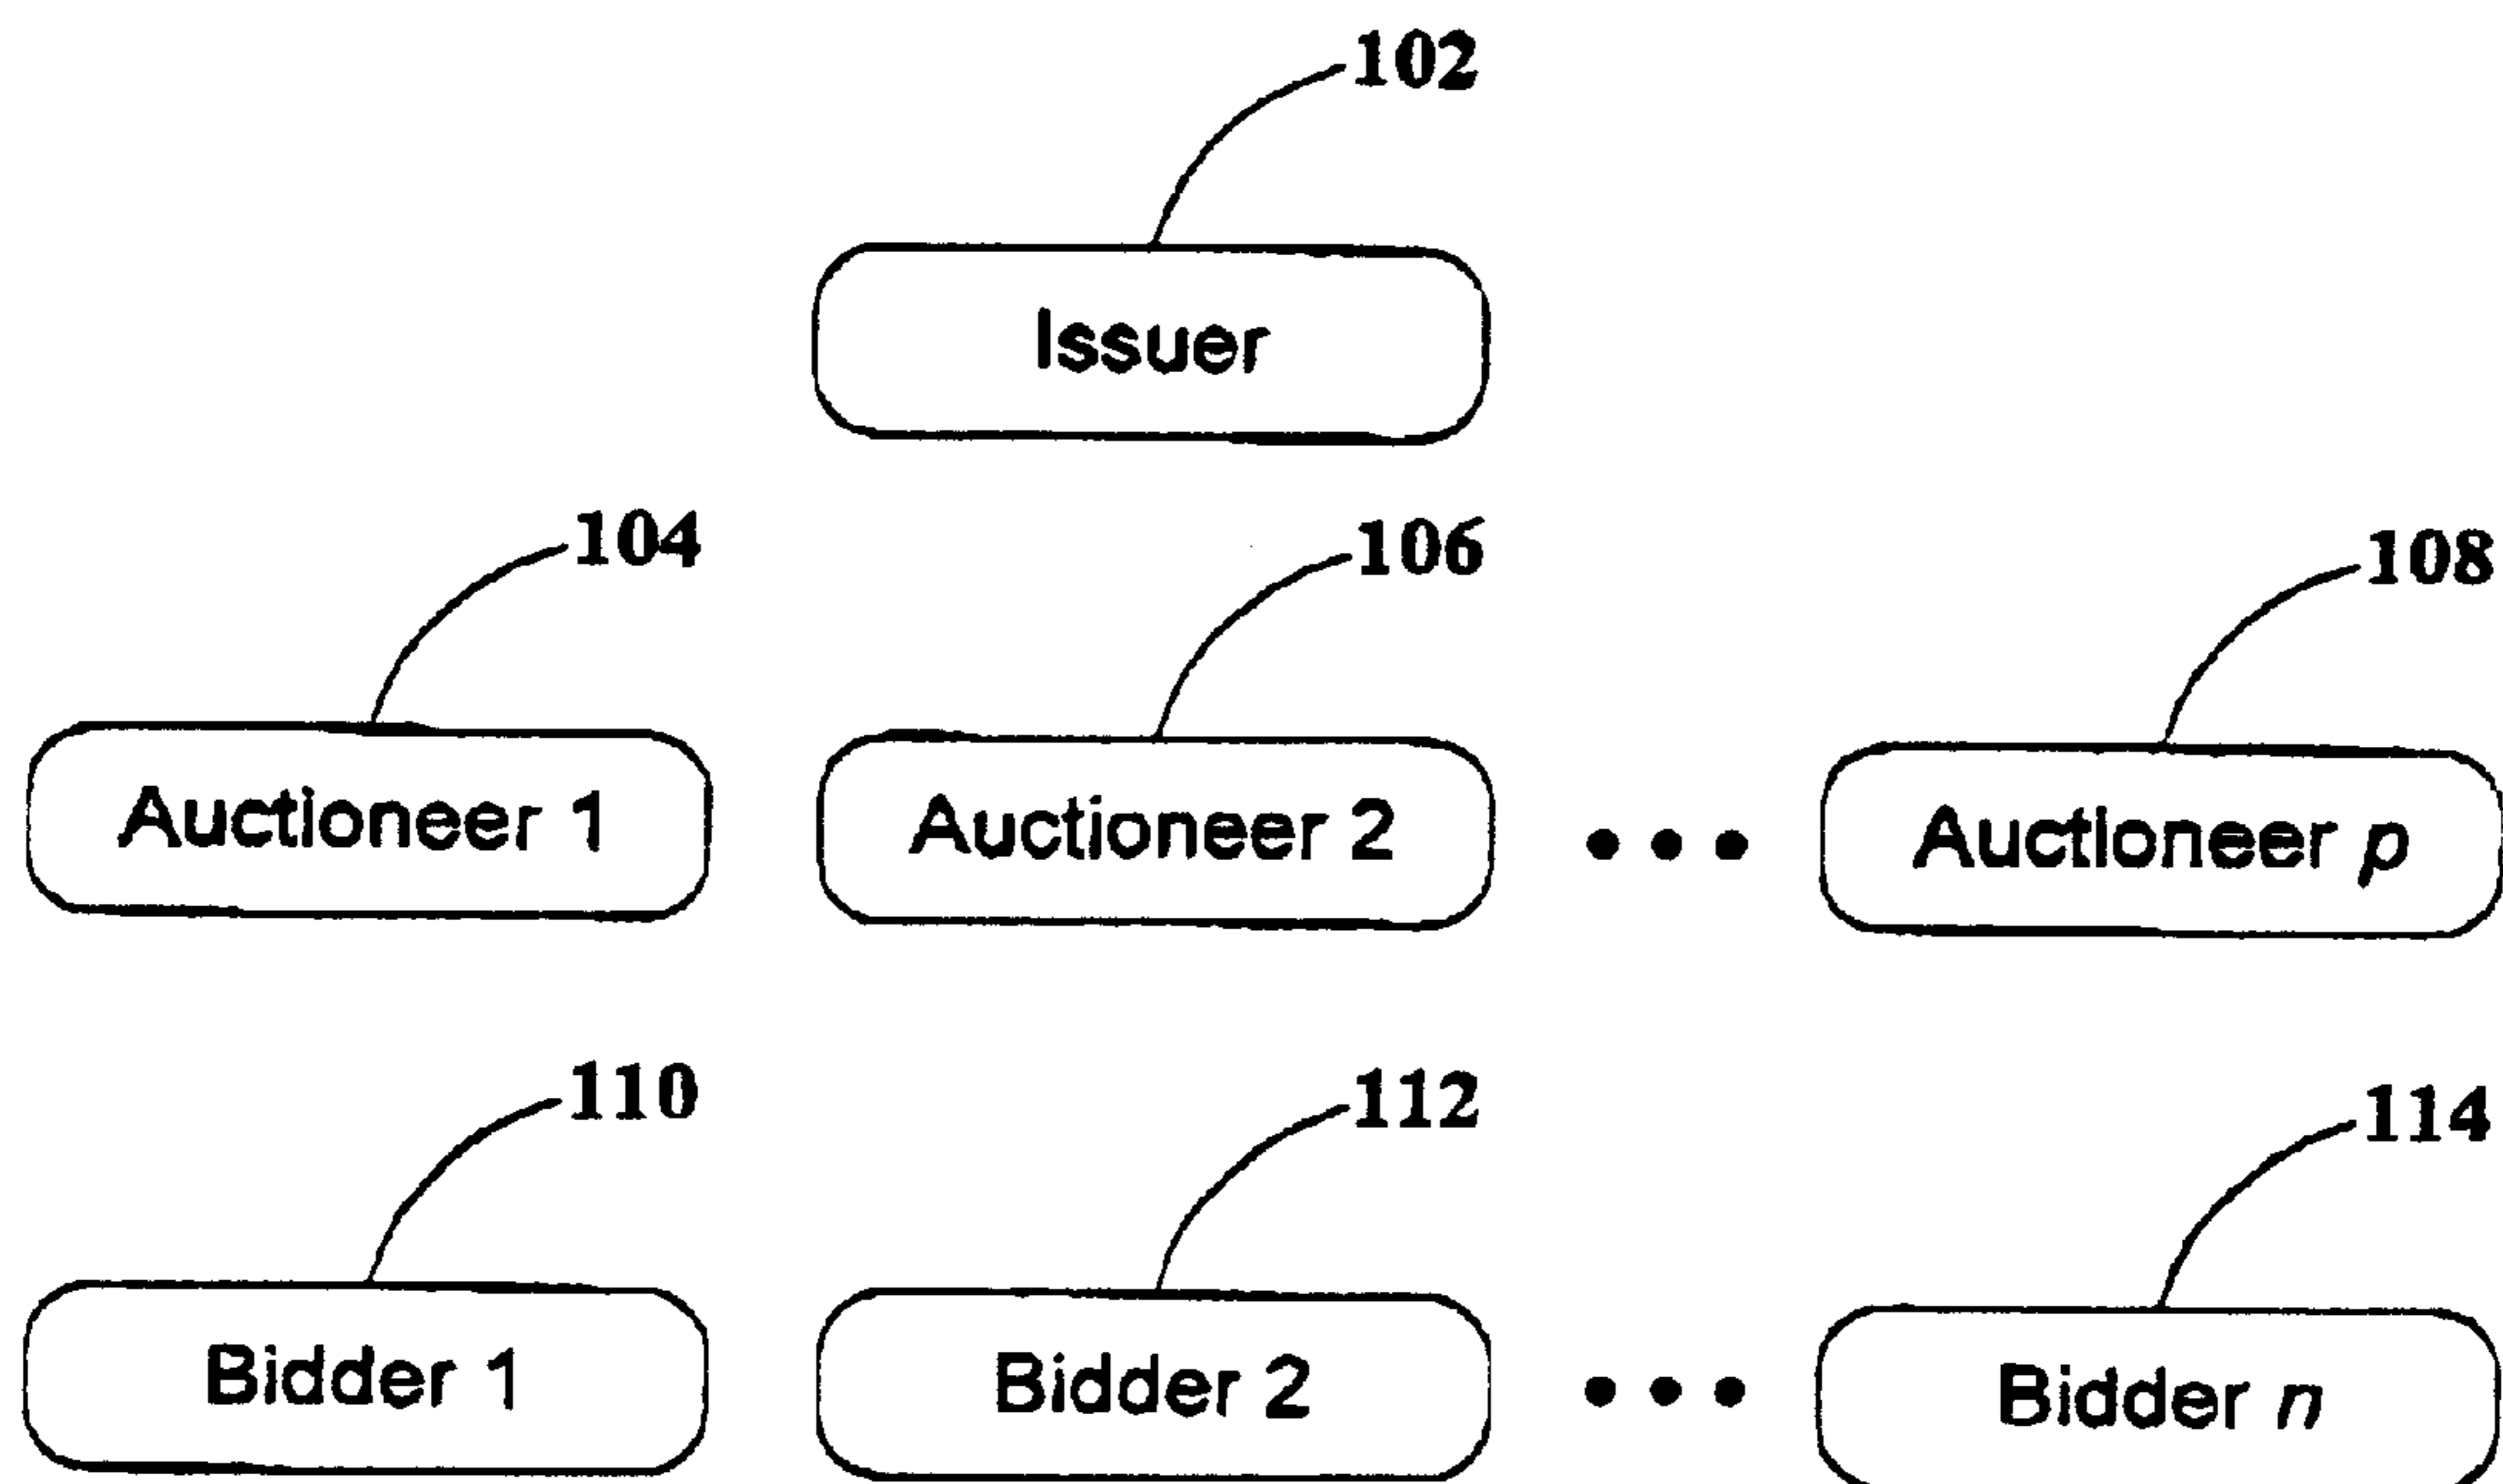 102
Issuer
104 106 108
Auctioneer 1 Auctioneer 2 ••• Auctioneer p
110 112 114
Bidder 1 Bidder 2 ••• Bidder n